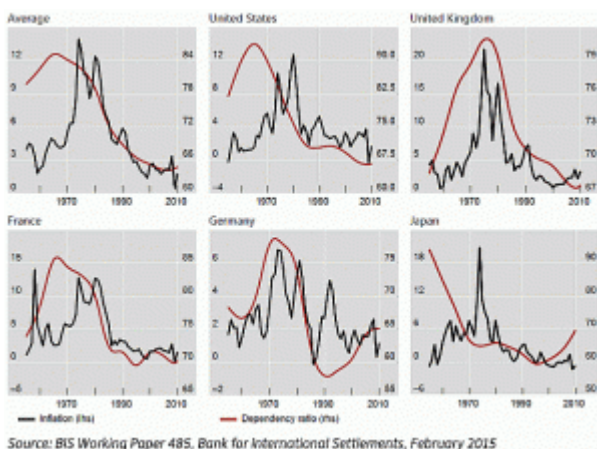 Average
United States
United Kingdom
12 84
9 78
6 72
3 66
0 60
1970 1990 2010
12 90.0
8 82.5
4 75.0
0 67.5
−4 60.0
1970 1990 2010
20 79
15 76
10 73
5 70
0 67
1970 1990 2010
France
Germany
Japan
15 85
10 80
5 75
0 70
−5 65
1970 1990 2010
6 75
4 70
2 65
0 60
−2 55
1970 1990 2010
18 80
12 70
6
0 60
−6 50
1970 1990 2010
Inflation (lhs) Dependency ratio (rhs)
Source: BIS Working Paper 485, Bank for International Settlements, February 2015